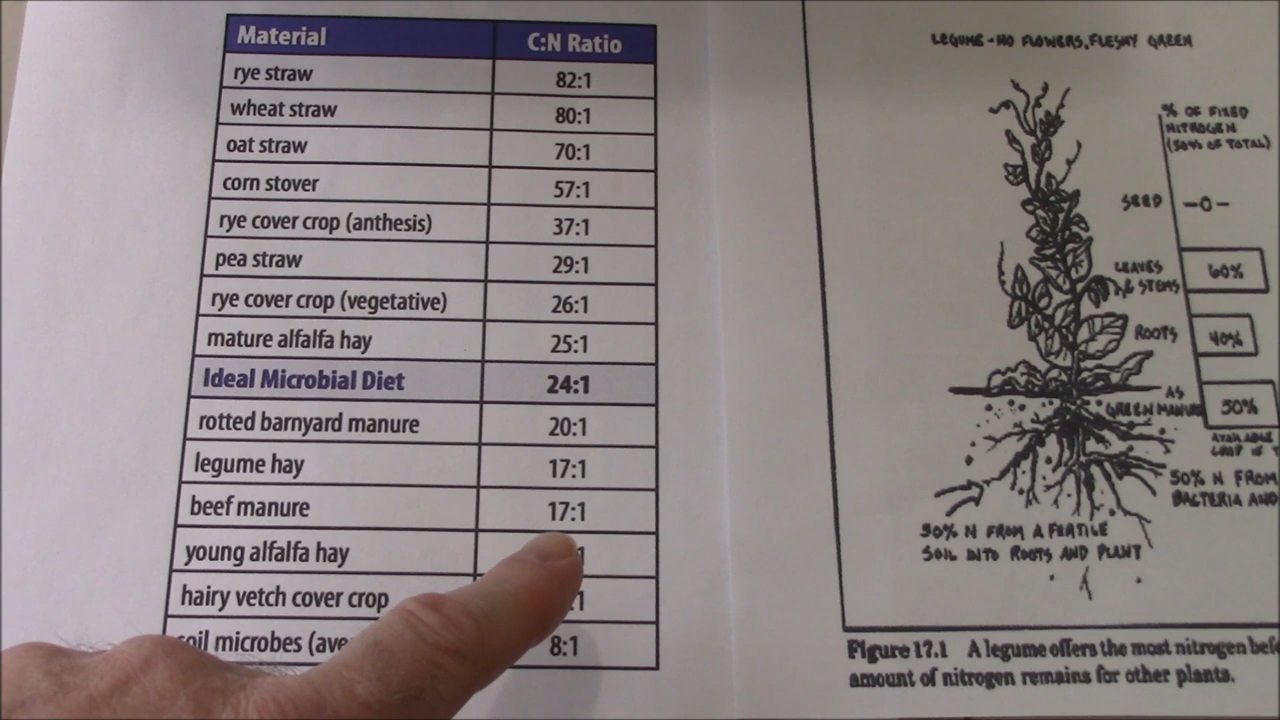 Material C:N Ratio
rye straw 82:1
wheat straw 80:1
oat straw 70:1
corn stover 57:1
rye cover crop (anthesis) 37:1
pea straw 29:1
rye cover crop (vegetative) 26:1
mature alfalfa hay 25:1
Ideal Microbial Diet 24:1
rotted barnyard manure 20:1
legume hay 17:1
beef manure 17:1
young alfalfa hay
hairy vetch cover crop
microbes 8:1
LEGUME - NO FLOWERS, FLESHY GREEN
% OF FIXED
NITROGEN
(50% OF TOTAL)
SEED -0-
LEAVES
& STEMS
60%
ROOTS 40%
AS
GREEN MANURE
50%
50% N FROM
BACTERIA
50% N FROM A FERTILE
SOIL INTO ROOTS AND PLANT
Figure 17.1 A legume offers the most nitrogen
amount of nitrogen remains for other plants.